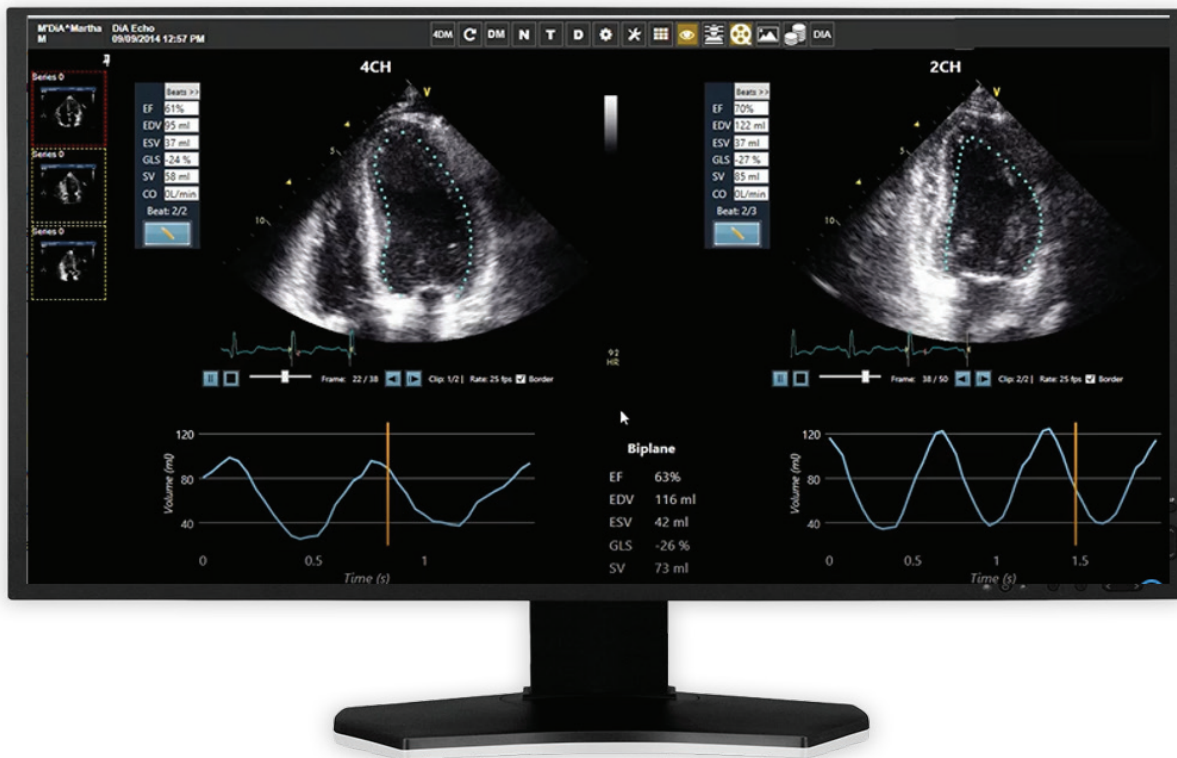 M'DiA^Martha DiA Echo
M 09/09/2014 12:57 PM
4DM C DM N T D DIA
Series 0
Series 0
Series 0
4CH
Beats >>
EF 61%
EDV 95 ml
ESV 37 ml
GLS -24 %
SV 58 ml
CO 0L/min
Beat: 2/2
V
5
10
Frame: 22 / 38 Clip: 1/2 | Rate: 25 fps Border
120
80
40
Volume (ml)
0 0.5 1
Time (s)
92
HR
Biplane
EF 63%
EDV 116 ml
ESV 42 ml
GLS -26 %
SV 73 ml
2CH
Beats >>
EF 70%
EDV 122 ml
ESV 37 ml
GLS -27 %
SV 85 ml
CO 0L/min
Beat: 2/3
V
5
10
Frame: 38 / 50 Clip: 2/2 | Rate: 25 fps Border
120
80
40
Volume (ml)
0 0.5 1 1.5
Time (s)